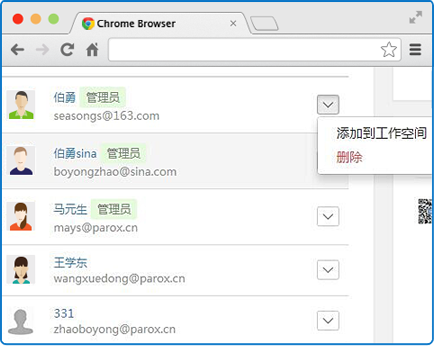 Chrome Browser
伯勇 管理员
seasongs@163.com
添加到工作空间
删除
伯勇sina 管理员
boyongzhao@sina.com
马元生 管理员
mays@parox.cn
王学东
wangxuedong@parox.cn
331
zhaoboyong@parox.cn